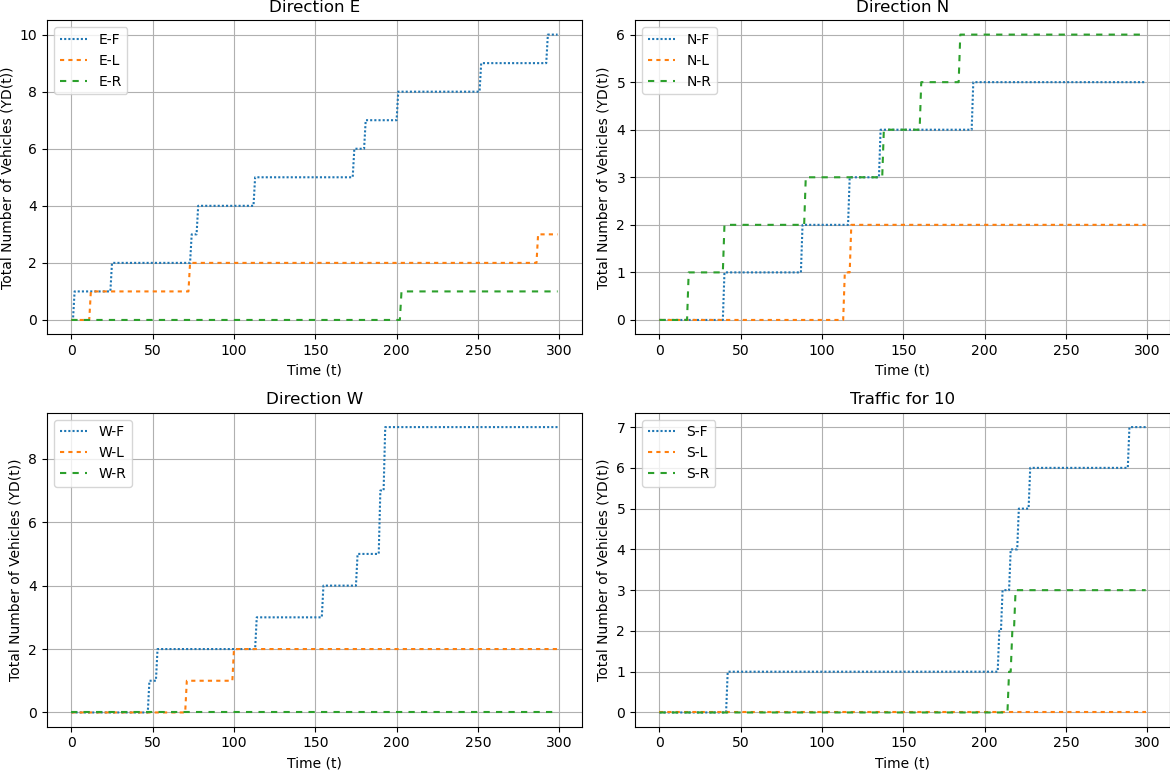 Direction E
Total Number of Vehicles (YD(t))
10
8
6
4
2
0
E-F
E-L
E-R
0 50 100 150 200 250 300
Time (t)
Direction N
Total Number of Vehicles (YD(t))
6
5
4
3
2
1
0
N-F
N-L
N-R
0 50 100 150 200 250 300
Time (t)
Direction W
Total Number of Vehicles (YD(t))
8
6
4
2
0
W-F
W-L
W-R
0 50 100 150 200 250 300
Time (t)
Traffic for 10
Total Number of Vehicles (YD(t))
7
6
5
4
3
2
1
0
S-F
S-L
S-R
0 50 100 150 200 250 300
Time (t)